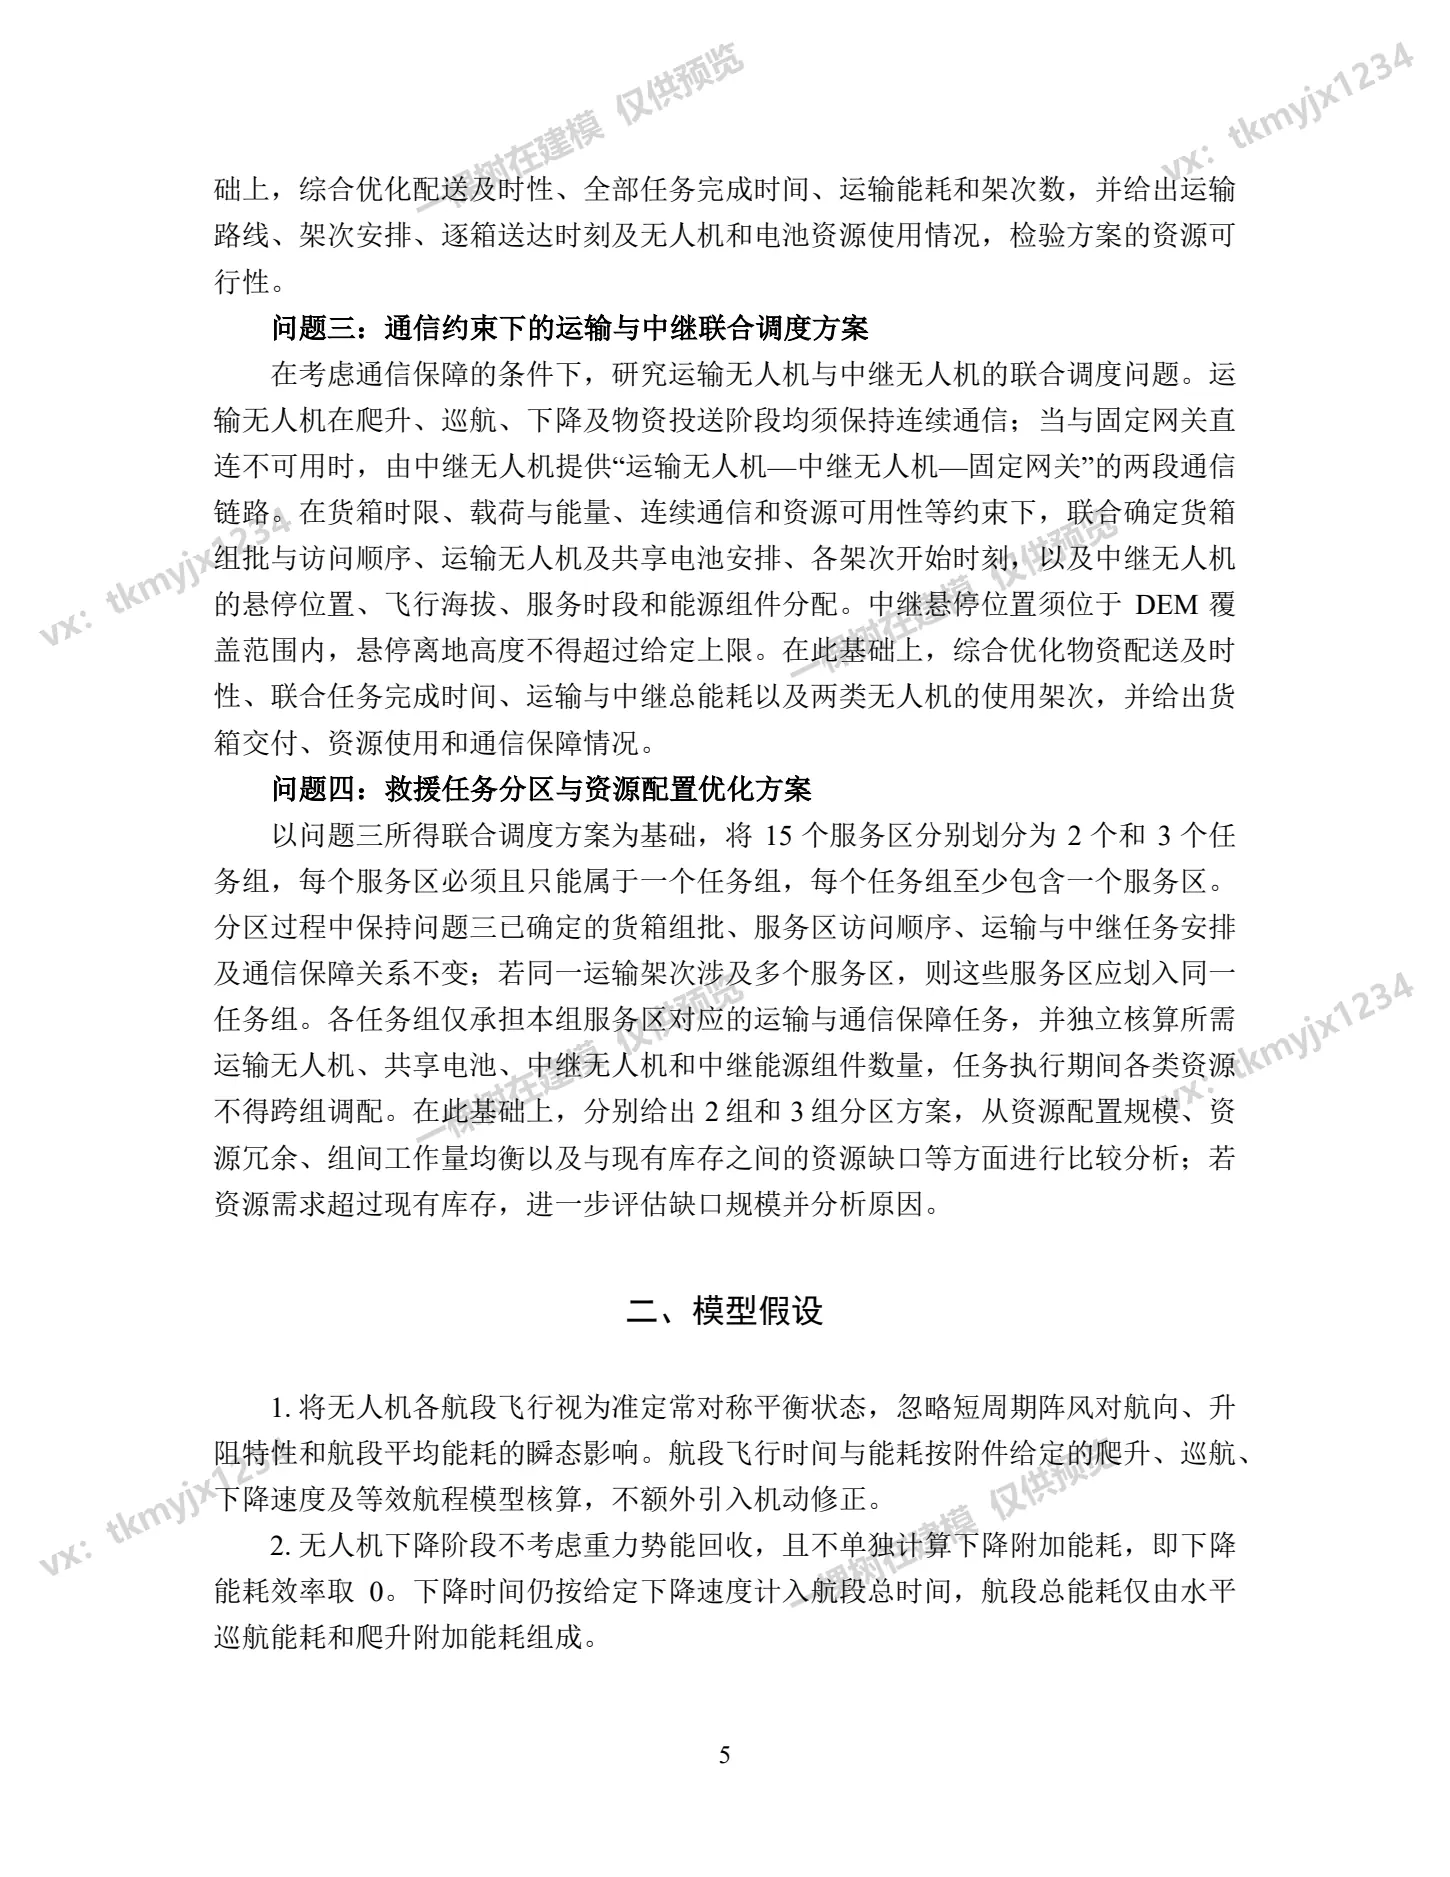 一棵树在建模 仅供预览
vx: tkmyjx1234
础上，综合优化配送及时性、全部任务完成时间、运输能耗和架次数，并给出运输
路线、架次安排、逐箱送达时刻及无人机和电池资源使用情况，检验方案的资源可
行性。
问题三：通信约束下的运输与中继联合调度方案
在考虑通信保障的条件下，研究运输无人机与中继无人机的联合调度问题。运
输无人机在爬升、巡航、下降及物资投送阶段均须保持连续通信；当与固定网关直
连不可用时，由中继无人机提供“运输无人机—中继无人机—固定网关”的两段通信
链路。在货箱时限、载荷与能量、连续通信和资源可用性等约束下，联合确定货箱
组批与访问顺序、运输无人机及共享电池安排、各架次开始时刻，以及中继无人机
的悬停位置、飞行海拔、服务时段和能源组件分配。中继悬停位置须位于 DEM 覆
盖范围内，悬停离地高度不得超过给定上限。在此基础上，综合优化物资配送及时
性、联合任务完成时间、运输与中继总能耗以及两类无人机的使用架次，并给出货
箱交付、资源使用和通信保障情况。
vx: tkmyjx1234
一棵树在建模 仅供预览
问题四：救援任务分区与资源配置优化方案
以问题三所得联合调度方案为基础，将 15 个服务区分别划分为 2 个和 3 个任
务组，每个服务区必须且只能属于一个任务组，每个任务组至少包含一个服务区。
分区过程中保持问题三已确定的货箱组批、服务区访问顺序、运输与中继任务安排
及通信保障关系不变；若同一运输架次涉及多个服务区，则这些服务区应划入同一
任务组。各任务组仅承担本组服务区对应的运输与通信保障任务，并独立核算所需
运输无人机、共享电池、中继无人机和中继能源组件数量，任务执行期间各类资源
不得跨组调配。在此基础上，分别给出 2 组和 3 组分区方案，从资源配置规模、资
源冗余、组间工作量均衡以及与现有库存之间的资源缺口等方面进行比较分析；若
资源需求超过现有库存，进一步评估缺口规模并分析原因。
一棵树在建模 仅供预览
vx: tkmyjx1234
二、模型假设
1. 将无人机各航段飞行视为准定常对称平衡状态，忽略短周期阵风对航向、升
阻特性和航段平均能耗的瞬态影响。航段飞行时间与能耗按附件给定的爬升、巡航、
下降速度及等效航程模型核算，不额外引入机动修正。
2. 无人机下降阶段不考虑重力势能回收，且不单独计算下降附加能耗，即下降
能耗效率取 0。下降时间仍按给定下降速度计入航段总时间，航段总能耗仅由水平
巡航能耗和爬升附加能耗组成。
vx: tkmyjx1234
一棵树在建模 仅供预览
5